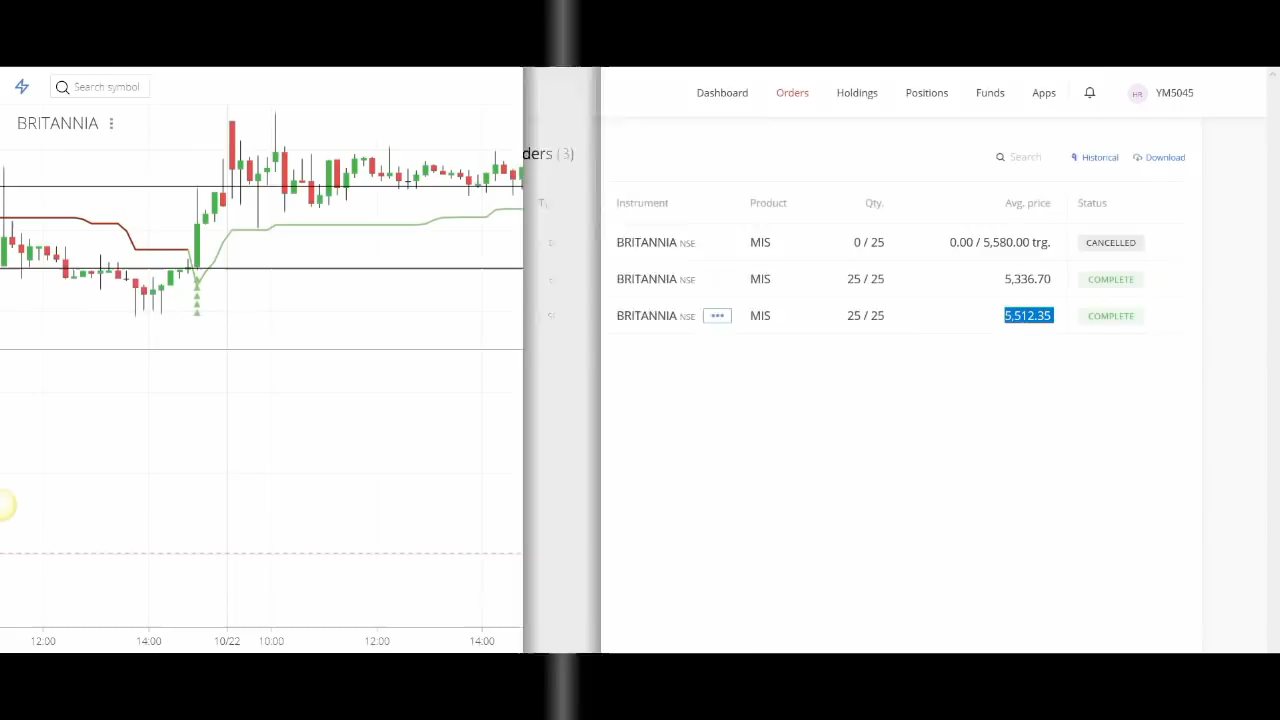 Search symbol
BRITANNIA
12:00
14:00
10/22
10:00
12:00
14:00
Dashboard
Orders
Holdings
Positions
Funds
Apps
HR
YM5045
ders (3)
Search
Historical
Download
Instrument
Product
Qty.
Avg. price
Status
BRITANNIA NSE
MIS
0 / 25
0.00 / 5,580.00 trg.
CANCELLED
BRITANNIA NSE
MIS
25 / 25
5,336.70
COMPLETE
BRITANNIA NSE
MIS
25 / 25
5,512.35
COMPLETE